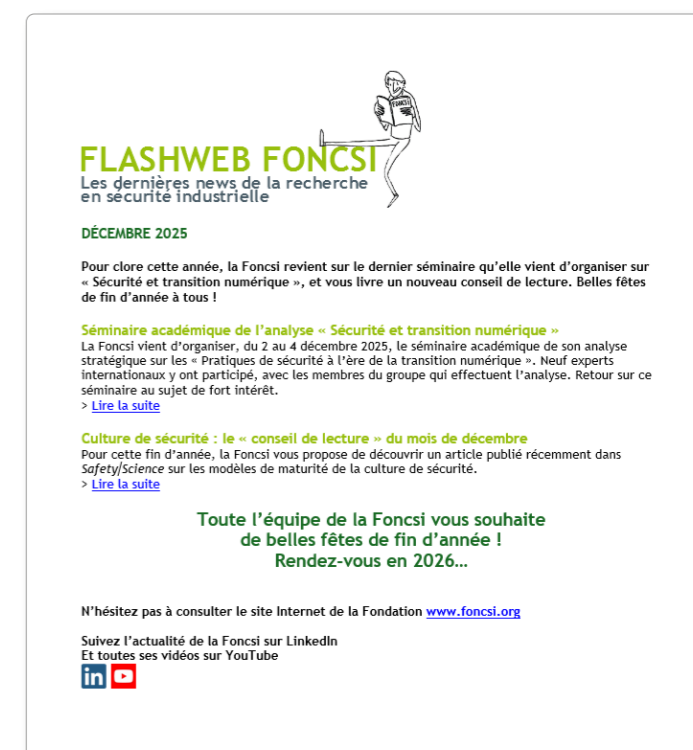 FONCSI
FLASHWEB FONCSI
Les dernières news de la recherche
en sécurité industrielle
DÉCEMBRE 2025
Pour clore cette année, la Foncsi revient sur le dernier séminaire qu’elle vient d’organiser sur
« Sécurité et transition numérique », et vous livre un nouveau conseil de lecture. Belles fêtes
de fin d’année à tous !
Séminaire académique de l’analyse « Sécurité et transition numérique »
La Foncsi vient d’organiser, du 2 au 4 décembre 2025, le séminaire académique de son analyse
stratégique sur les « Pratiques de sécurité à l’ère de la transition numérique ». Neuf experts
internationaux y ont participé, avec les membres du groupe qui effectuent l’analyse. Retour sur ce
séminaire au sujet de fort intérêt.
> Lire la suite
Culture de sécurité : le « conseil de lecture » du mois de décembre
Pour cette fin d’année, la Foncsi vous propose de découvrir un article publié récemment dans
Safety/Science sur les modèles de maturité de la culture de sécurité.
> Lire la suite
Toute l’équipe de la Foncsi vous souhaite
de belles fêtes de fin d’année !
Rendez-vous en 2026…
N’hésitez pas à consulter le site Internet de la Fondation www.foncsi.org
Suivez l’actualité de la Foncsi sur LinkedIn
Et toutes ses vidéos sur YouTube
in